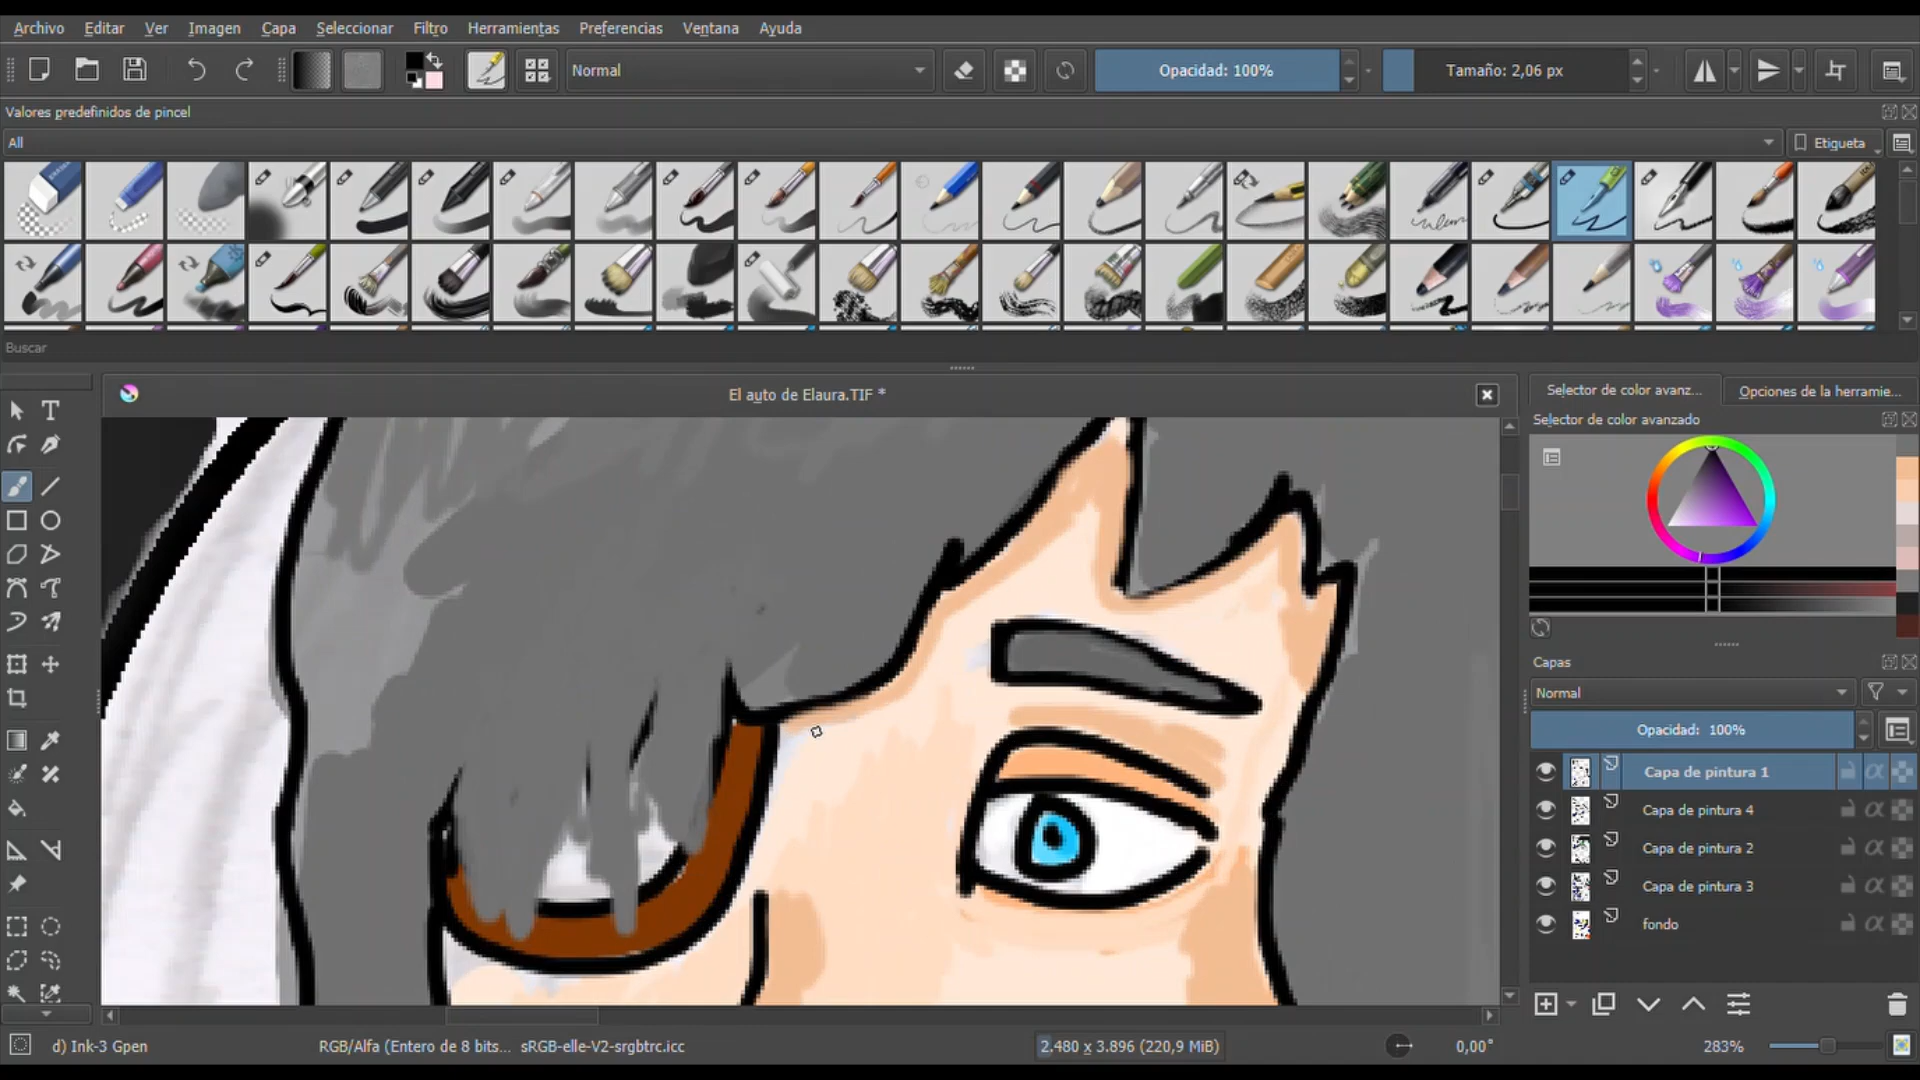 Archivo Editar Ver Imagen Capa Seleccionar Filtro Herramientas Preferencias Ventana Ayuda
Normal Opacidad: 100% Tamaño: 2,06 px
Valores predefinidos de pincel
All Etiqueta
Buscar
El auto de Elaura.TIF *
Selector de color avanz... Opciones de la herramie...
Selector de color avanzado
Capas
Normal
Opacidad: 100%
Capa de pintura 1
Capa de pintura 4
Capa de pintura 2
Capa de pintura 3
fondo
d) Ink-3 Gpen RGB/Alfa (Entero de 8 bits... sRGB-elle-V2-srgbtrc.icc 2.480 x 3.896 (220,9 MiB) 0,00° 283%